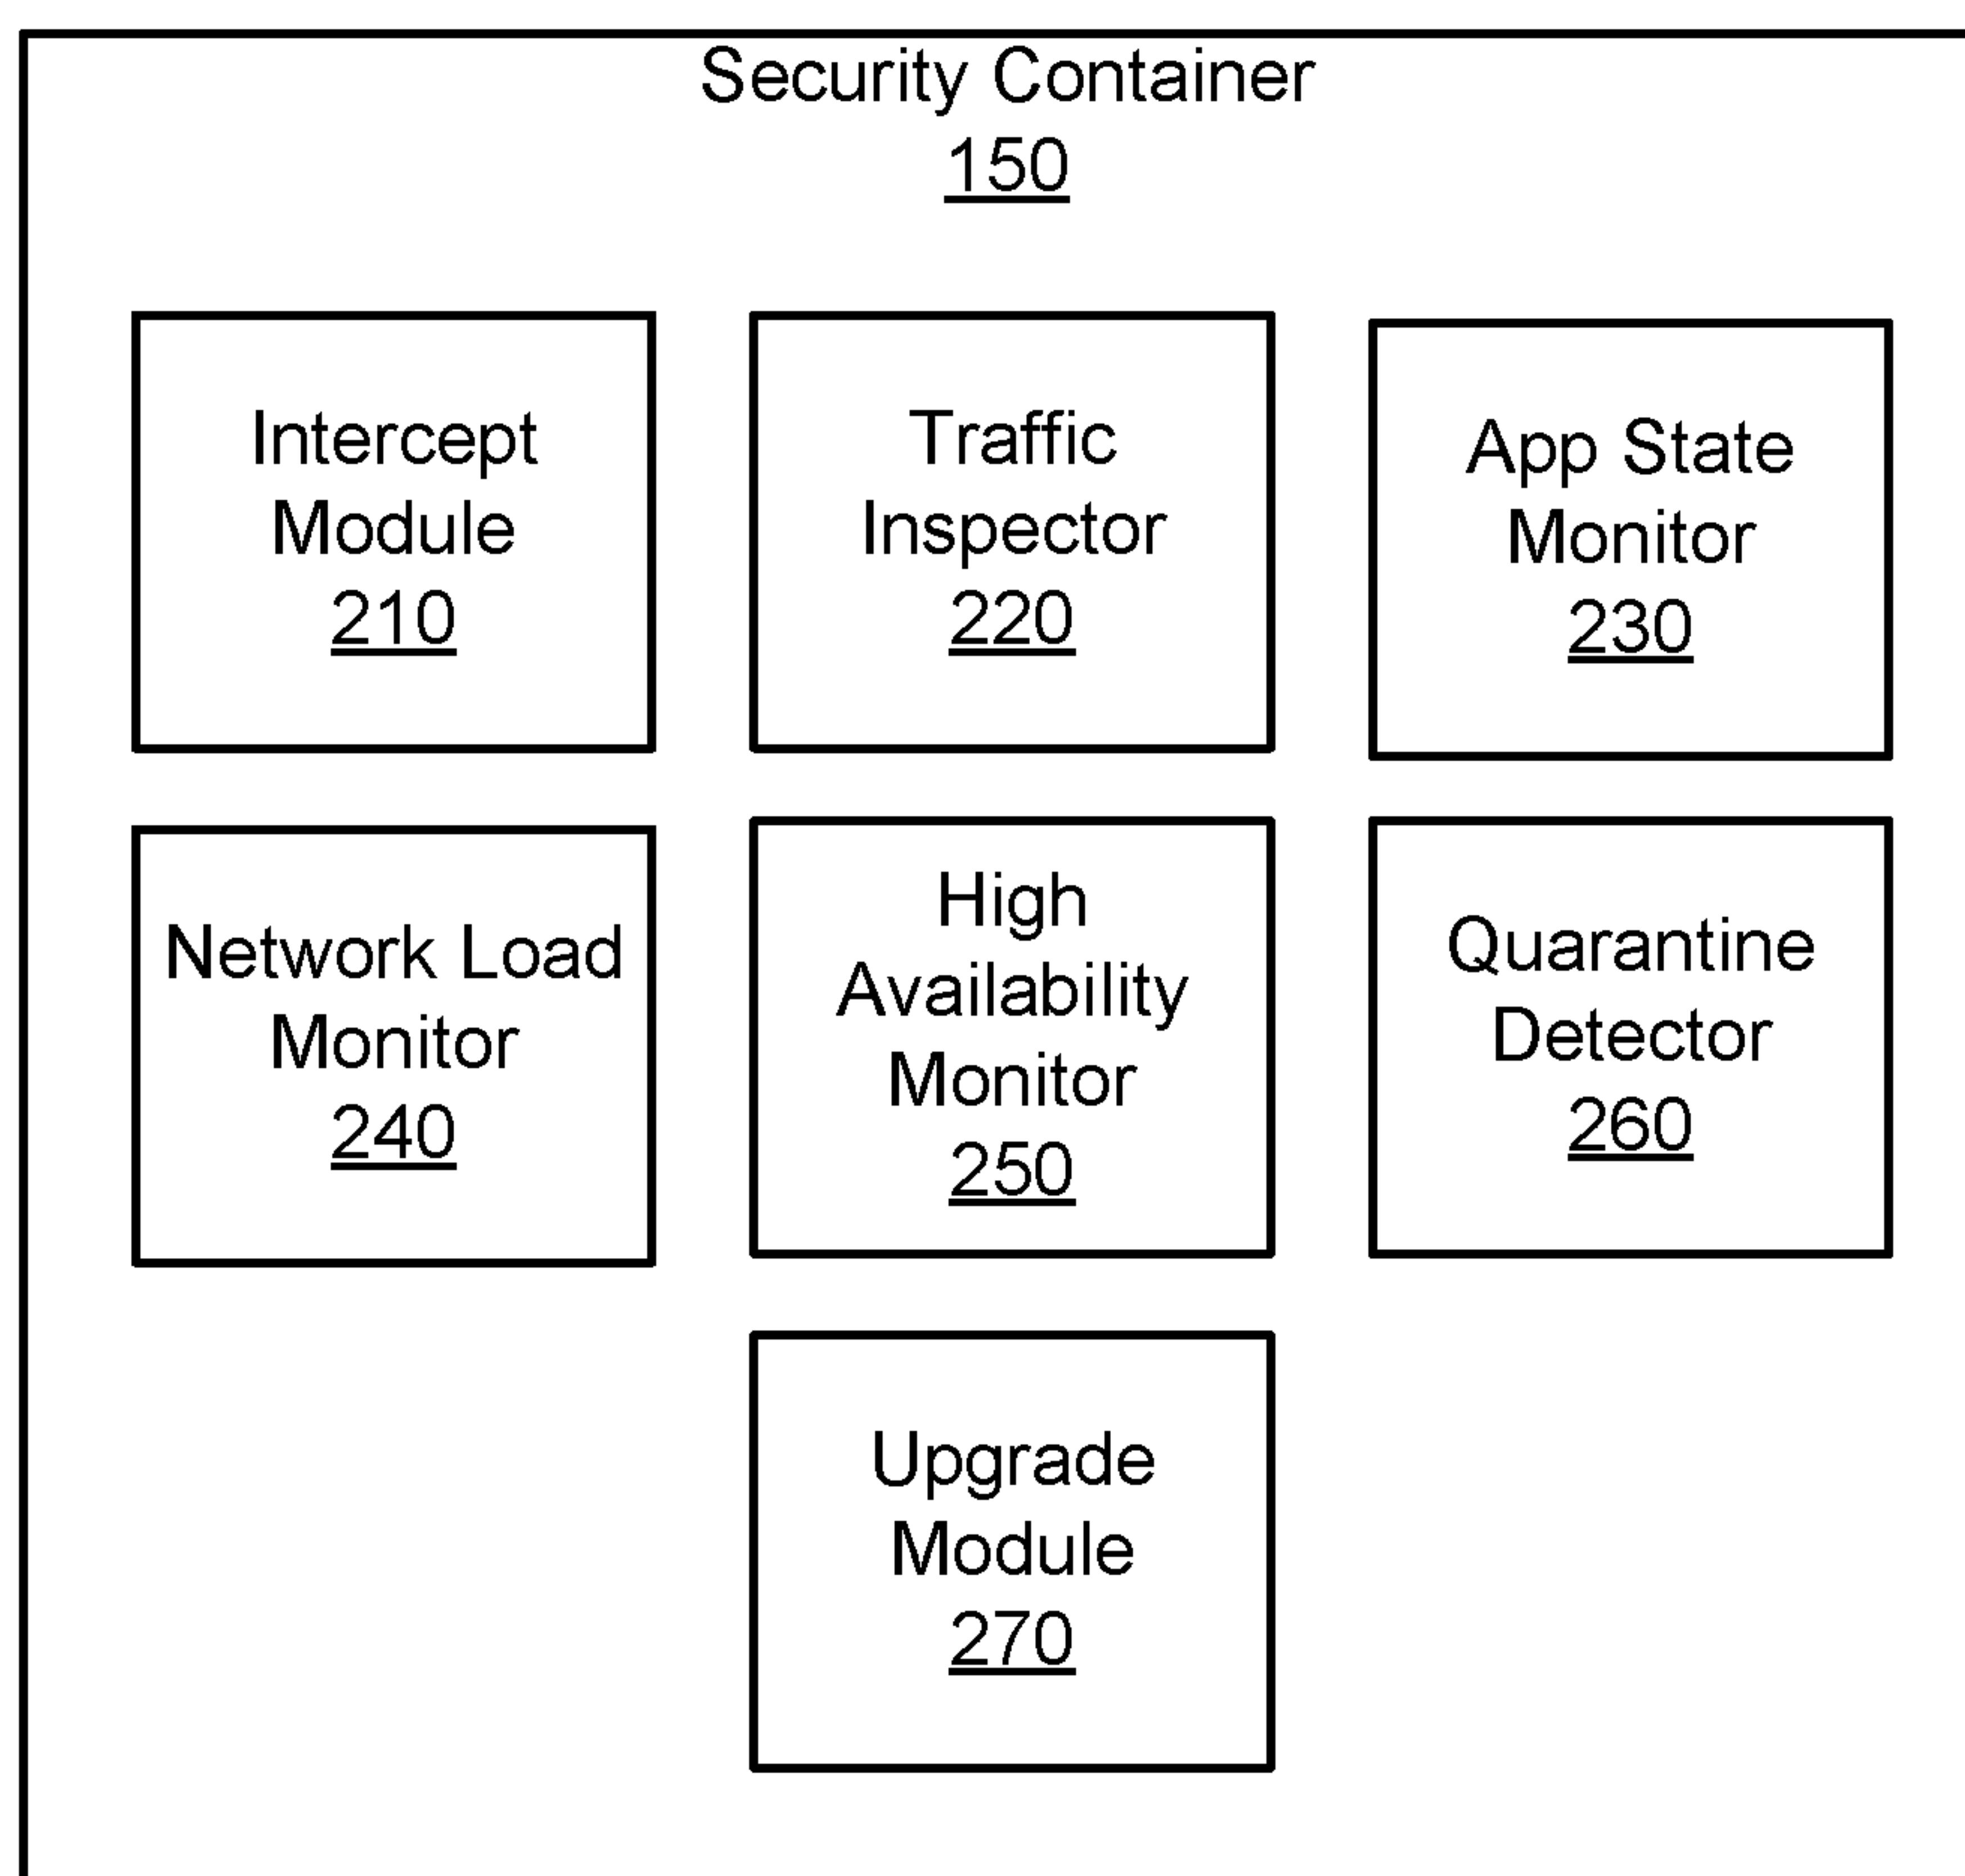 Security Container
150
Intercept
Module
210
Traffic
Inspector
220
App State
Monitor
230
Network Load
Monitor
240
High
Availability
Monitor
250
Quarantine
Detector
260
Upgrade
Module
270